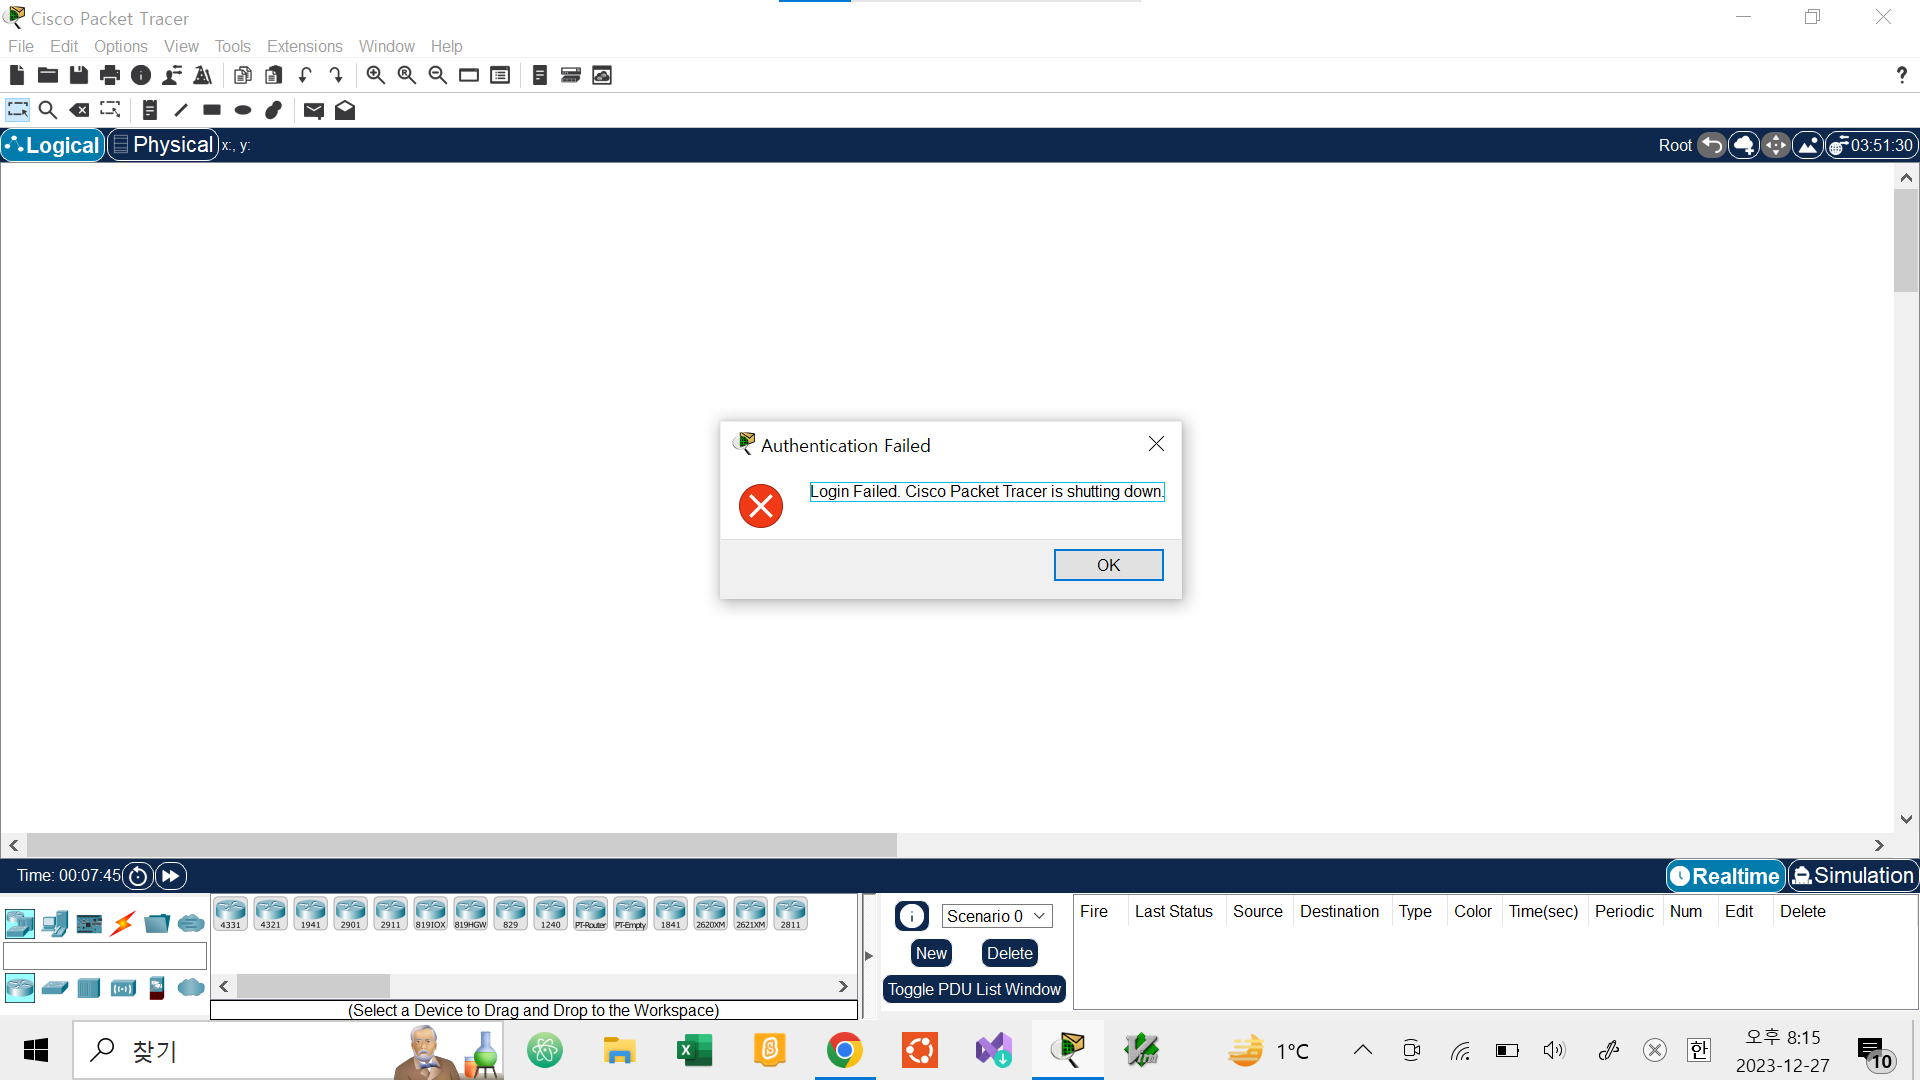 Cisco Packet Tracer
File Edit Options View Tools Extensions Window Help
?
Logical Physical x:, y: Root 03:51:30
Authentication Failed
Login Failed. Cisco Packet Tracer is shutting down.
OK
Time: 00:07:45 Realtime Simulation
4331 4321 1941 2901 2911 819IOX 819HGW 829 1240 PT-Router PT-Empty 1841 2620XM 2621XM 2811
(Select a Device to Drag and Drop to the Workspace)
Scenario 0
New Delete
Toggle PDU List Window
Fire Last Status Source Destination Type Color Time(sec) Periodic Num Edit Delete
찾기
1°C
한
오후 8:15
2023-12-27
10